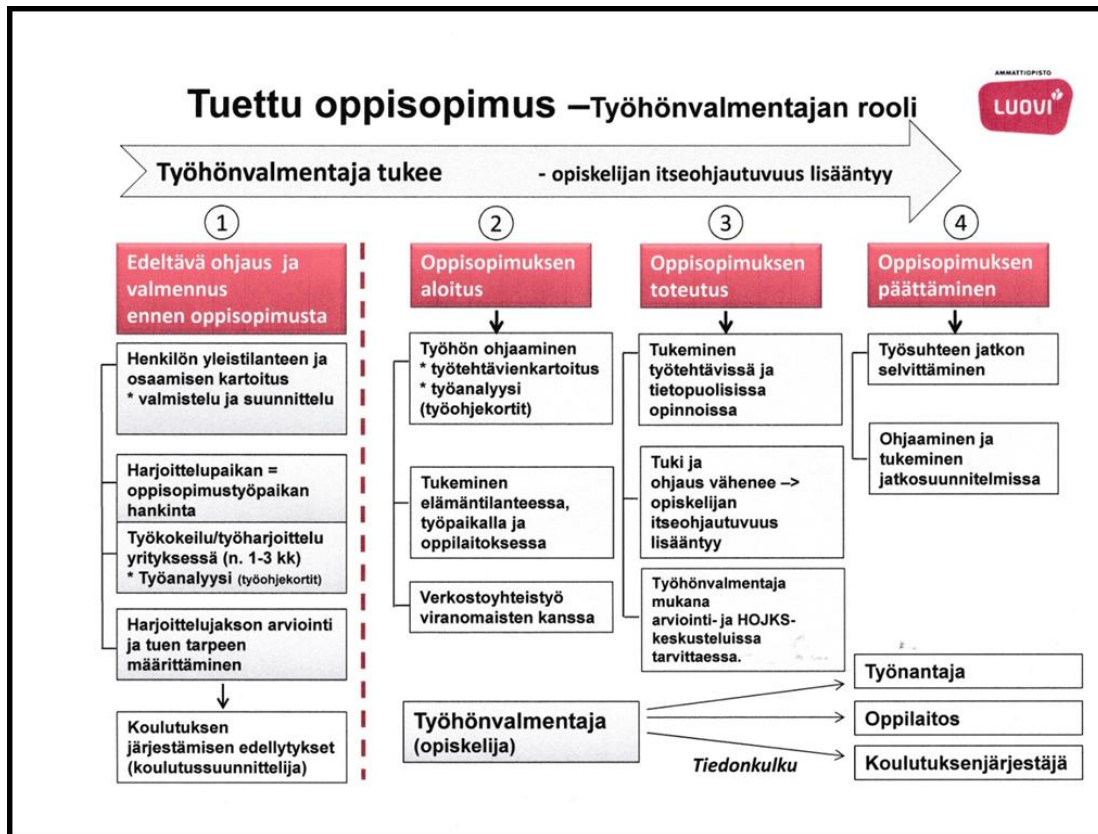 AMMATTIOPISTO
LUOVI
Tuettu oppisopimus –Työhönvalmentajan rooli
Työhönvalmentaja tukee - opiskelijan itseohjautuvuus lisääntyy
1
Edeltävä ohjaus ja
valmennus
ennen oppisopimusta
Henkilön yleistilanteen ja
osaamisen kartoitus
* valmistelu ja suunnittelu
Harjoittelupaikan =
oppisopimustyöpaikan
hankinta
Työkokeilu/työharjoittelu
yrityksessä (n. 1-3 kk)
* Työanalyysi (työohjekortit)
Harjoittelujakson arviointi
ja tuen tarpeen
määrittäminen
Koulutuksen
järjestämisen edellytykset
(koulutussuunnittelija)
2
Oppisopimuksen
aloitus
Työhön ohjaaminen
* työtehtävienkartoitus
* työanalyysi
(työohjekortit)
Tukeminen
elämäntilanteessa,
työpaikalla ja
oppilaitoksessa
Verkostoyhteistyö
viranomaisten kanssa
3
Oppisopimuksen
toteutus
Tukeminen
työtehtävissä ja
tietopuolisissa
opinnoissa
Tuki ja
ohjaus vähenee –>
opiskelijan
itseohjautuvuus
lisääntyy
Työhönvalmentaja
mukana
arviointi- ja HOJKS-
keskusteluissa
tarvittaessa.
4
Oppisopimuksen
päättäminen
Työsuhteen jatkon
selvittäminen
Ohjaaminen ja
tukeminen
jatkosuunnitelmissa
Työhönvalmentaja
(opiskelija)
Tiedonkulku
Työnantaja
Oppilaitos
Koulutuksenjärjestäjä